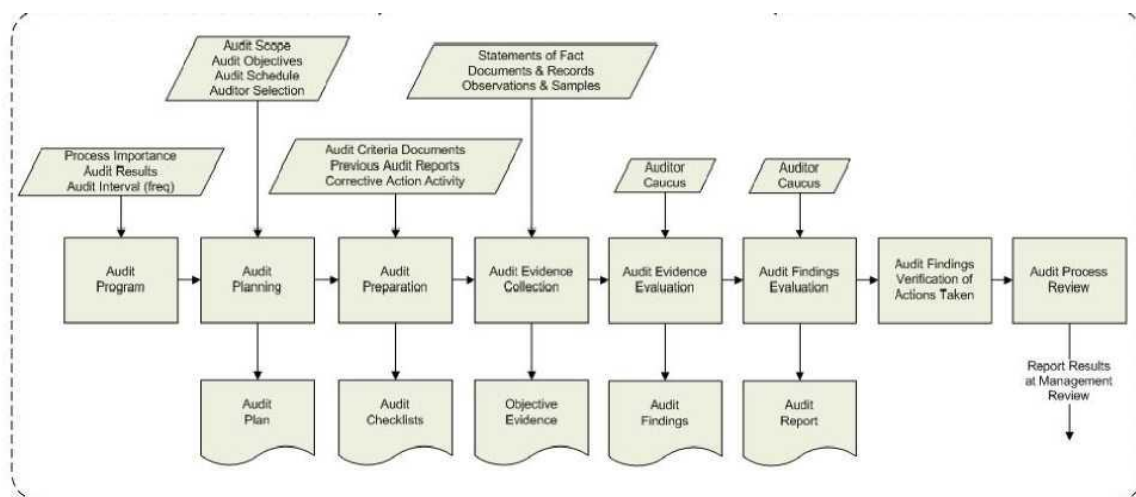 Audit Scope
Audit Objectives
Audit Schedule
Auditor Selection
Statements of Fact
Documents & Records
Observations & Samples
Process Importance
Audit Results
Audit Interval (freq)
Audit Criteria Documents
Previous Audit Reports
Corrective Action Activity
Auditor
Caucus
Auditor
Caucus
Audit
Program
Audit
Planning
Audit
Preparation
Audit Evidence
Collection
Audit Evidence
Evaluation
Audit Findings
Evaluation
Audit Findings
Verification of
Actions Taken
Audit Process
Review
Audit
Plan
Audit
Checklists
Objective
Evidence
Audit
Findings
Audit
Report
Report Results
at Management
Review